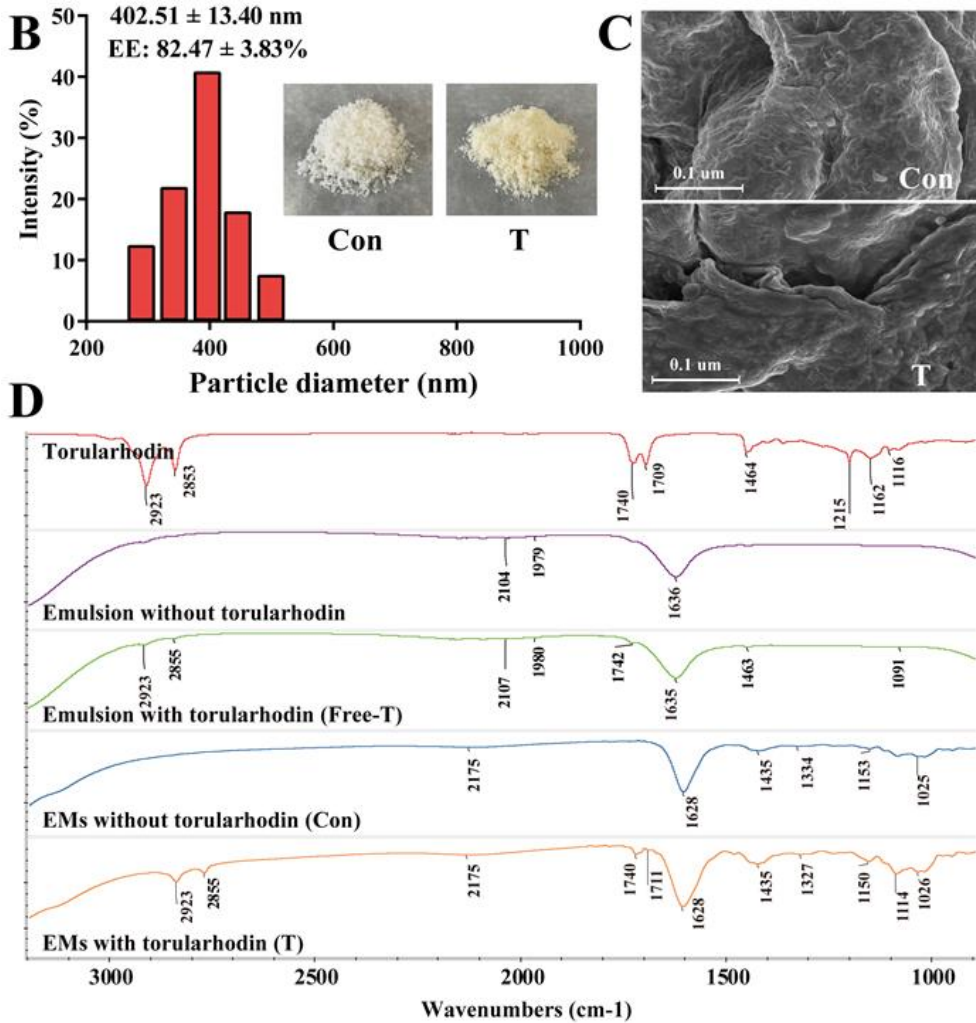 B
402.51 ± 13.40 nm
EE: 82.47 ± 3.83%
Intensity (%)
50
40
30
20
10
0
200 400 600 800 1000
Particle diameter (nm)
Con T
C
0.1 um
Con
0.1 um
T
D
Torularhodin
2923 2853 1740 1709 1464 1215 1162 1116
Emulsion without torularhodin
2104 1979 1636
Emulsion with torularhodin (Free-T)
2923 2855 2107 1980 1742 1635 1463 1091
EMs without torularhodin (Con)
2175 1628 1435 1334 1153 1025
EMs with torularhodin (T)
2923 2855 2175 1740 1711 1628 1435 1327 1150 1114 1026
3000 2500 2000 1500 1000
Wavenumbers (cm-1)